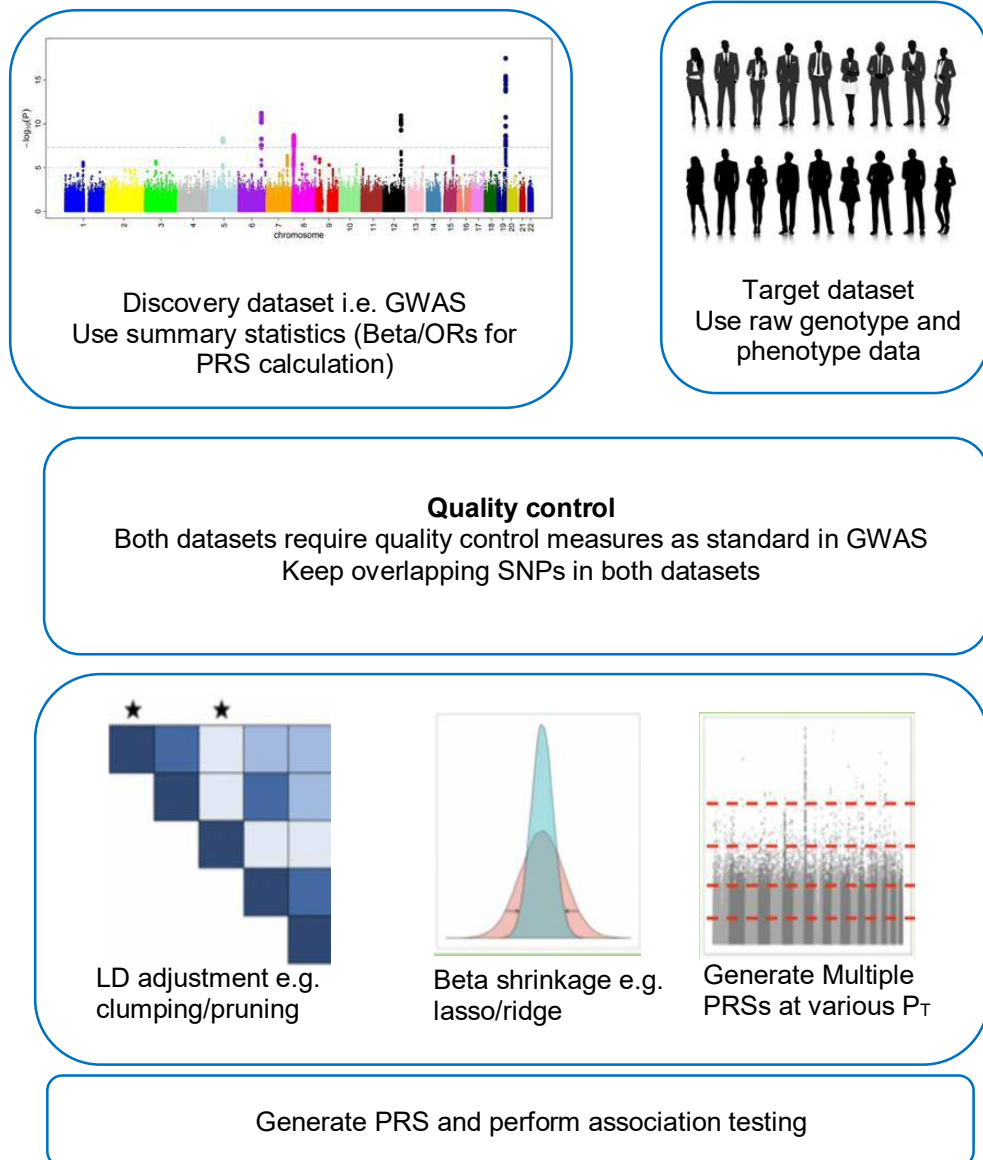 15
10
5
0
−log₁₀(P)
1 2 3 4 5 6 7 8 9 10 11 12 13 14 15 16 17 18 19 20 21 22
chromosome
Discovery dataset i.e. GWAS
Use summary statistics (Beta/ORs for
PRS calculation)
Target dataset
Use raw genotype and
phenotype data
Quality control
Both datasets require quality control measures as standard in GWAS
Keep overlapping SNPs in both datasets
LD adjustment e.g.
clumping/pruning
Beta shrinkage e.g.
lasso/ridge
Generate Multiple
PRSs at various P_T
Generate PRS and perform association testing